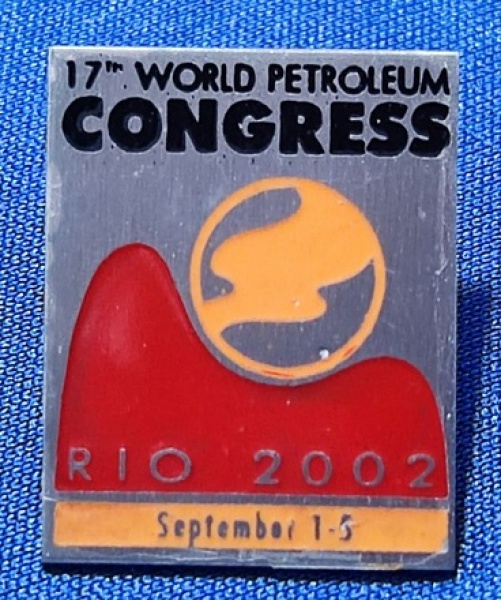 17th WORLD PETROLEUM
CONGRESS
RIO 2002
September 1-5